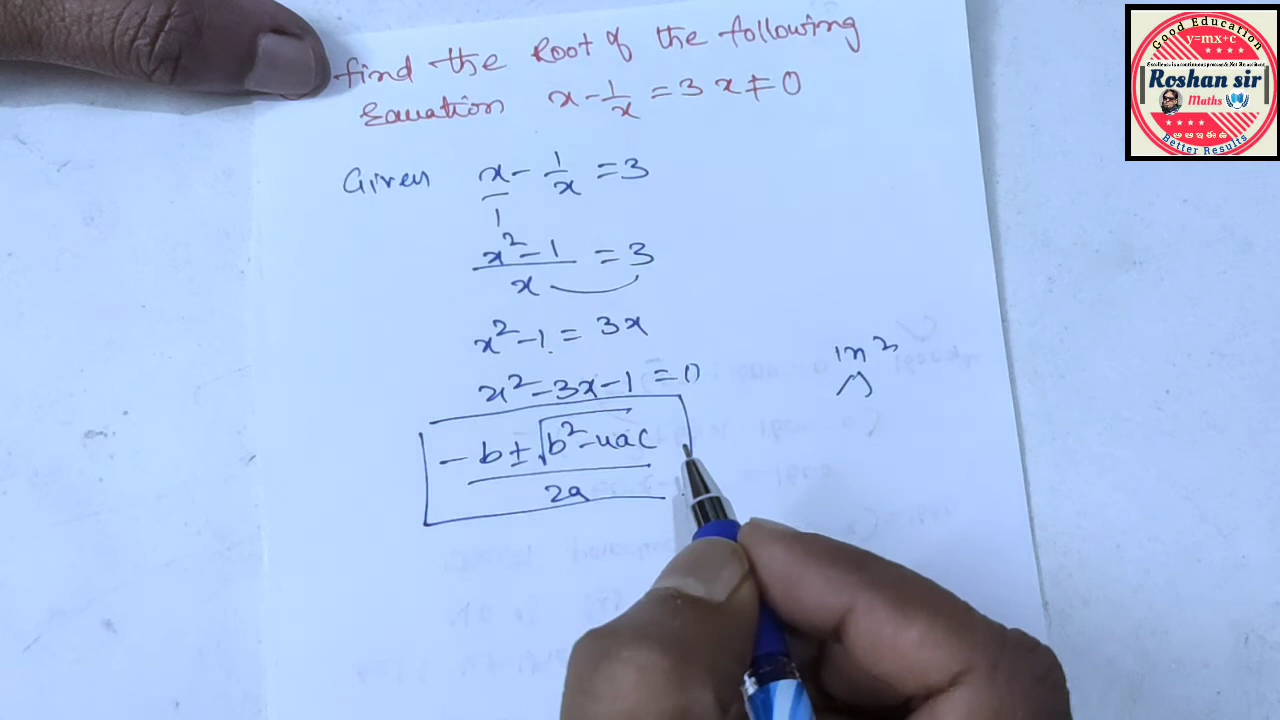 find the Root of the following
Equation x - 1/x = 3 x ≠ 0
Given x/1 - 1/x = 3
x² - 1 / x = 3
x² - 1 = 3x
x² - 3x - 1 = 0
- b ± √b² - 4ac / 2a
Good Education
y=mx+c
★★★★
Roshan sir
Maths
★★★★
Better Results